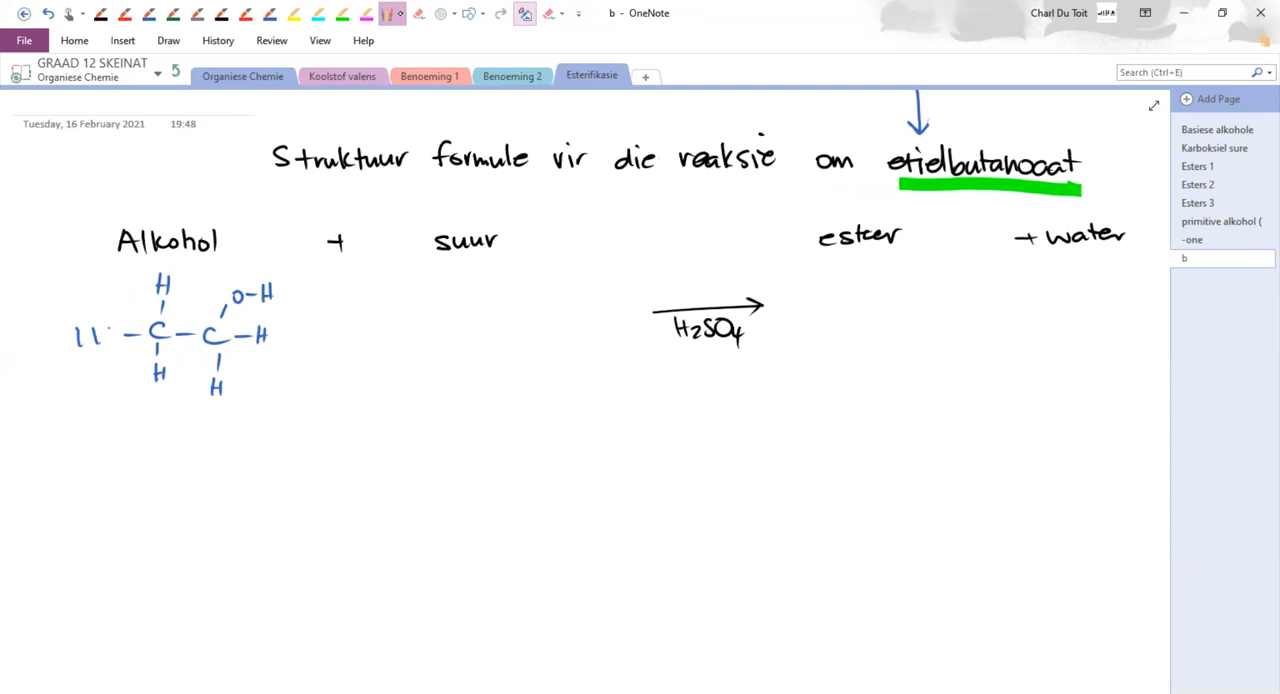 b - OneNote
Charl Du Toit
File Home Insert Draw History Review View Help
GRAAD 12 SKEINAT
Organiese Chemie
Organiese Chemie Koolstof valens Benoeming 1 Benoeming 2 Esterifikasie +
Search (Ctrl+E)
Tuesday, 16 February 2021 19:48
Add Page
Basiese alkohole
Karboksiel sure
Esters 1
Esters 2
Esters 3
primitive alkohol (
-one
b
Struktuur formule vir die reaksie om etielbutanoaat
Alkohol + suur ester + water
H
O-H
- C - C - H
H
H
H₂SO₄